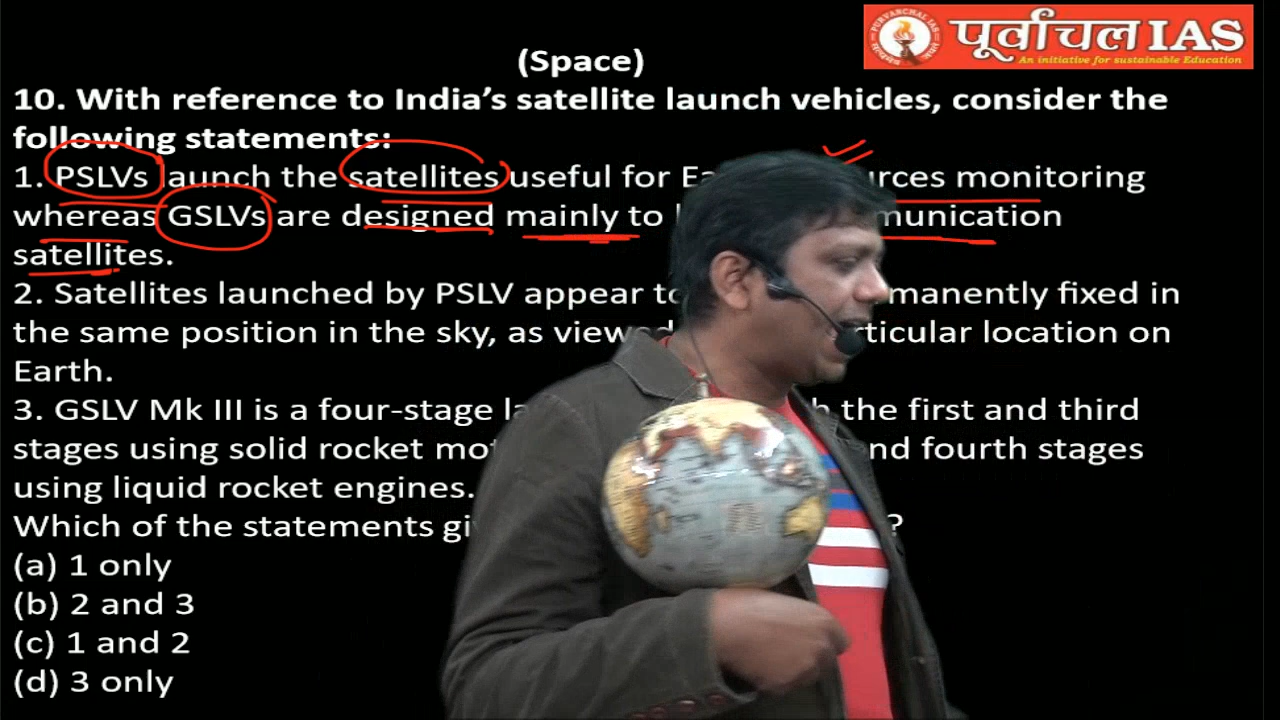 पूर्वांचल IAS
An initiative for sustainable Education
PURVANCHAL IAS
(Space)
10. With reference to India's satellite launch vehicles, consider the
following statements:
1. PSLVs launch the satellites useful for Ea urces monitoring
whereas GSLVs are designed mainly to munication
satellites.
2. Satellites launched by PSLV appear to manently fixed in
the same position in the sky, as viewed rticular location on
Earth.
3. GSLV Mk III is a four-stage la h the first and third
stages using solid rocket mot nd fourth stages
using liquid rocket engines.
Which of the statements gi ?
(a) 1 only
(b) 2 and 3
(c) 1 and 2
(d) 3 only